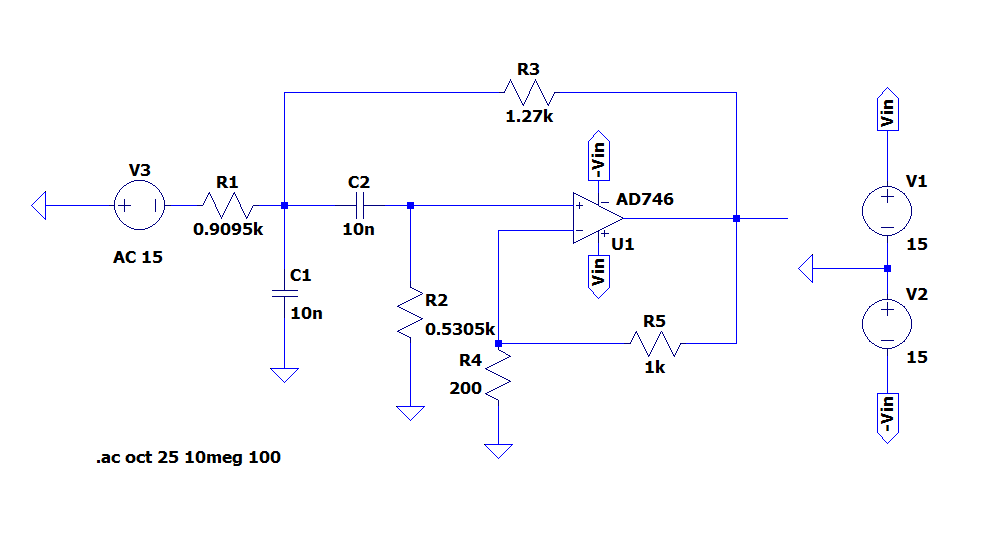 R3
1.27k
Vin
V3
R1
0.9095k
AC 15
C2
10n
-Vin
AD746
U1
Vin
V1
15
C1
10n
R2
0.5305k
R4
200
R5
1k
V2
15
-Vin
.ac oct 25 10meg 100